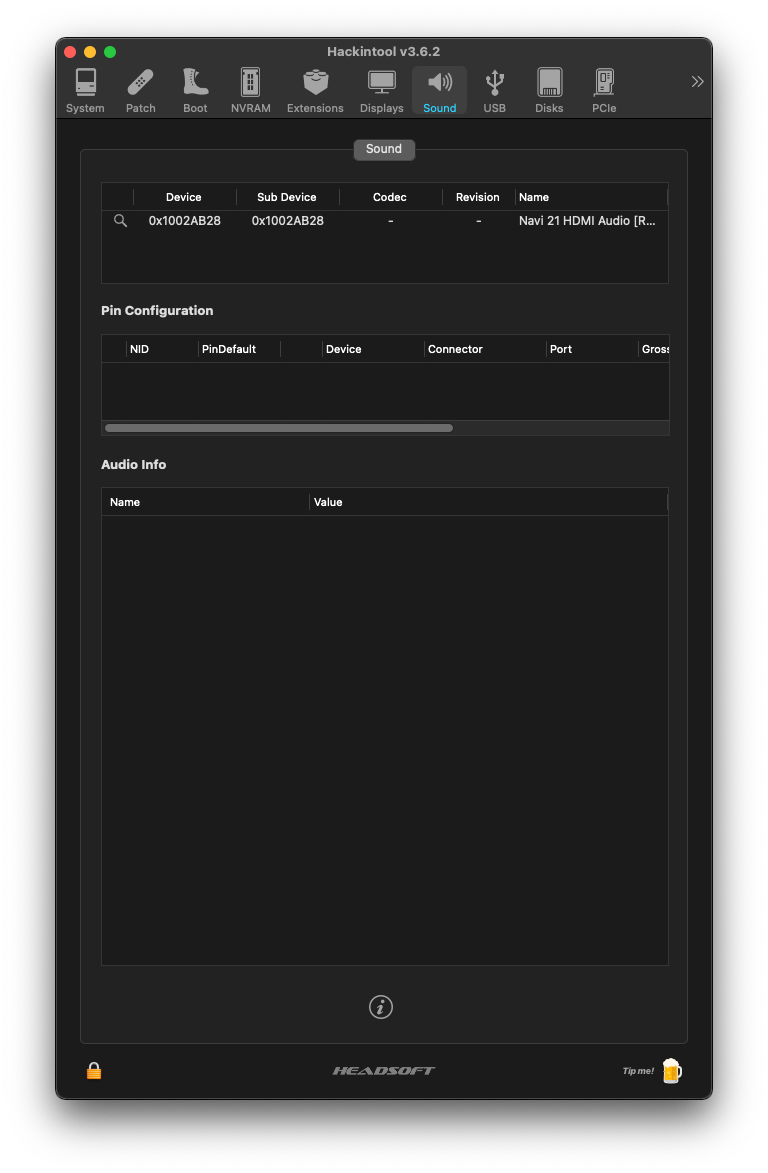 Hackintool v3.6.2
System Patch Boot NVRAM Extensions Displays Sound USB Disks PCIe
Sound
Device Sub Device Codec Revision Name
0x1002AB28 0x1002AB28 - - Navi 21 HDMI Audio [R...
Pin Configuration
NID PinDefault Device Connector Port Gross
Audio Info
Name Value
HEADSOFT Tip me!